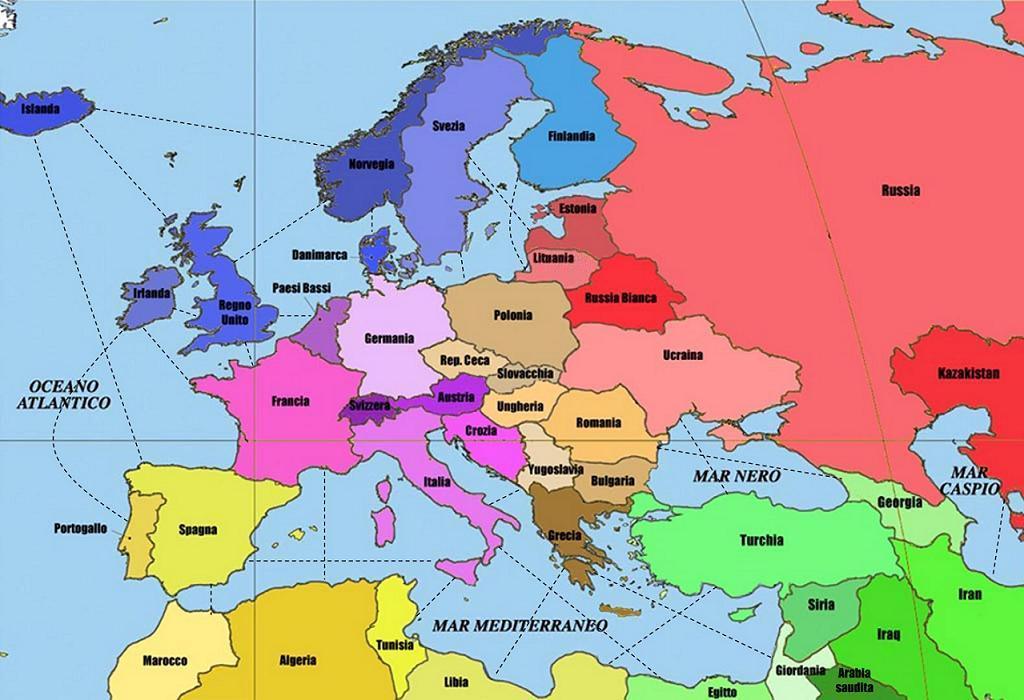 Islanda
Svezia
Finlandia
Norvegia
Russia
Estonia
Danimarca
Lituania
Paesi Bassi
Irlanda
Regno
Unito
Russia Bianca
Polonia
Germania
Ucraina
Rep. Ceca
Slovacchia
Kazakistan
OCEANO
ATLANTICO
Francia
Svizzera
Austria
Ungheria
Romania
Crozia
Yugoslavia
MAR NERO
MAR
CASPIO
Italia
Bulgaria
Georgia
Portogallo
Spagna
Grecia
Turchia
Iran
Siria
Iraq
MAR MEDITERRANEO
Tunisia
Marocco
Algeria
Giordania
Arabia
saudita
Libia
Egitto